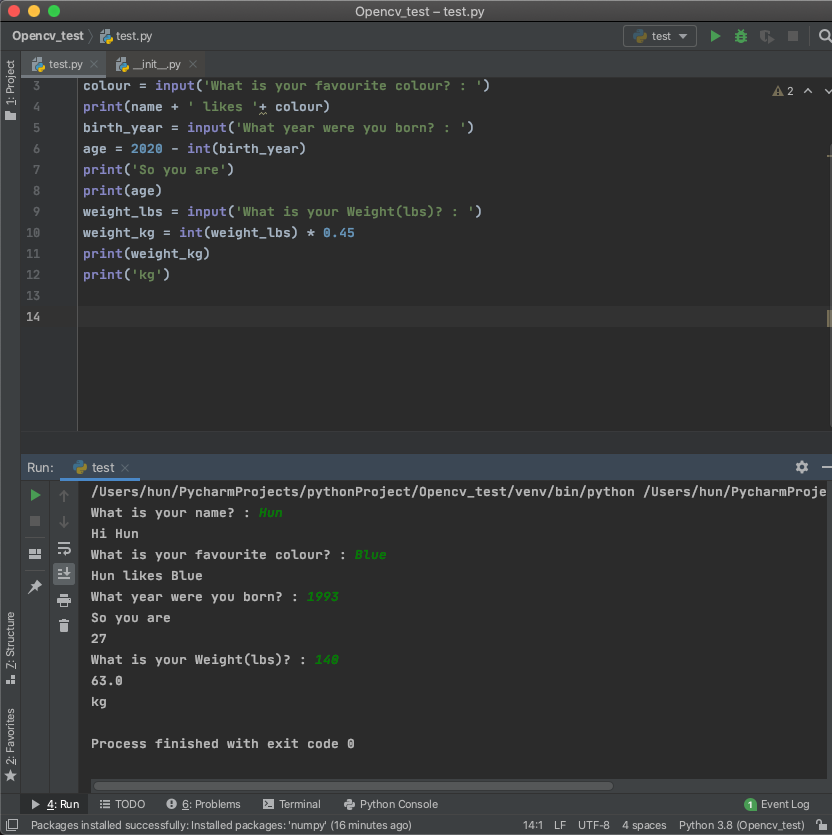 Opencv_test – test.py
Opencv_test test.py test
test.py __init__.py
1: Project
3 colour = input('What is your favourite colour? : ')
2
4 print(name + ' likes '+ colour)
5 birth_year = input('What year were you born? : ')
6 age = 2020 - int(birth_year)
7 print('So you are')
8 print(age)
9 weight_lbs = input('What is your Weight(lbs)? : ')
10 weight_kg = int(weight_lbs) * 0.45
11 print(weight_kg)
12 print('kg')
13
14
Run: test
/Users/hun/PycharmProjects/pythonProject/Opencv_test/venv/bin/python /Users/hun/PycharmProje
What is your name? : Hun
Hi Hun
What is your favourite colour? : Blue
Hun likes Blue
What year were you born? : 1993
So you are
27
What is your Weight(lbs)? : 140
63.0
kg
Process finished with exit code 0
7: Structure
2: Favorites
4: Run TODO 6: Problems Terminal Python Console 1 Event Log
Packages installed successfully: Installed packages: 'numpy' (16 minutes ago) 14:1 LF UTF-8 4 spaces Python 3.8 (Opencv_test)